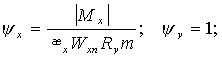 ψ_x = |M_x| / (æ_x W_xn R_y m); ψ_y = 1;